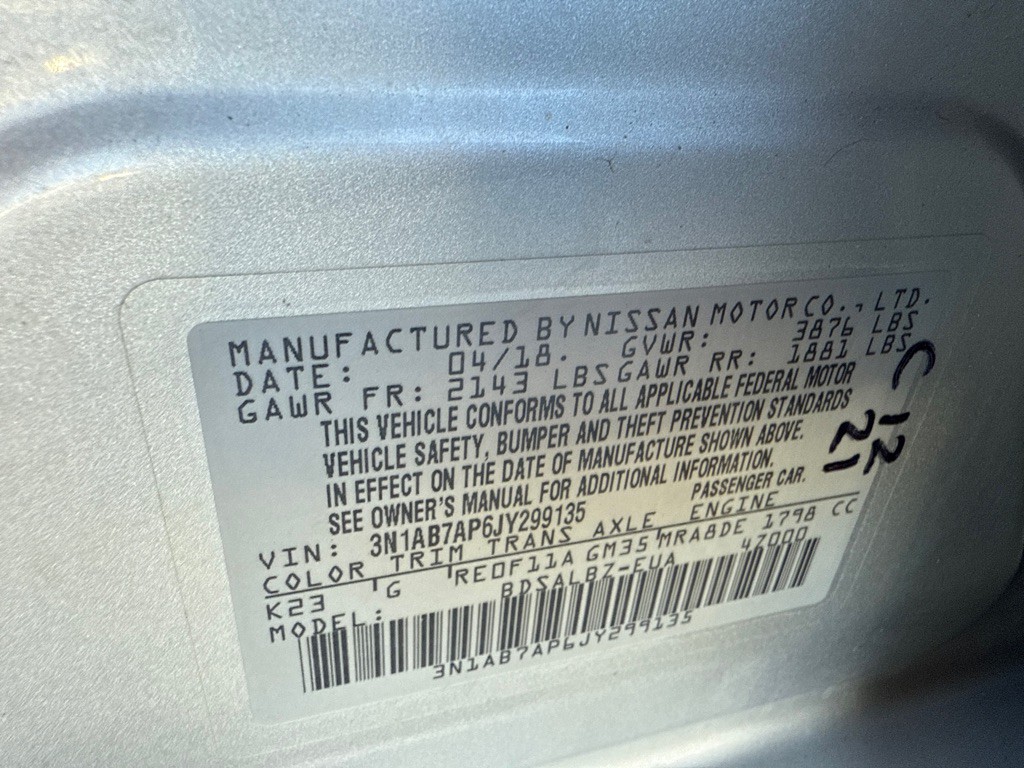 MANUFACTURED BY NISSAN MOTOR CO., LTD.
DATE: 04/18. GVWR: 3876 LBS
GAWR FR: 2143 LBS GAWR RR: 1881 LBS
THIS VEHICLE CONFORMS TO ALL APPLICABLE FEDERAL MOTOR
VEHICLE SAFETY, BUMPER AND THEFT PREVENTION STANDARDS
IN EFFECT ON THE DATE OF MANUFACTURE SHOWN ABOVE.
SEE OWNER'S MANUAL FOR ADDITIONAL INFORMATION.
PASSENGER CAR.
VIN: 3N1AB7AP6JY299135
COLOR TRIM TRANS AXLE ENGINE
K23 G RE0F11A GM35 MRA8DE 1798 CC
MODEL: BDSALBZ-EUA 47000
3N1AB7AP6JY299135
C 12
21